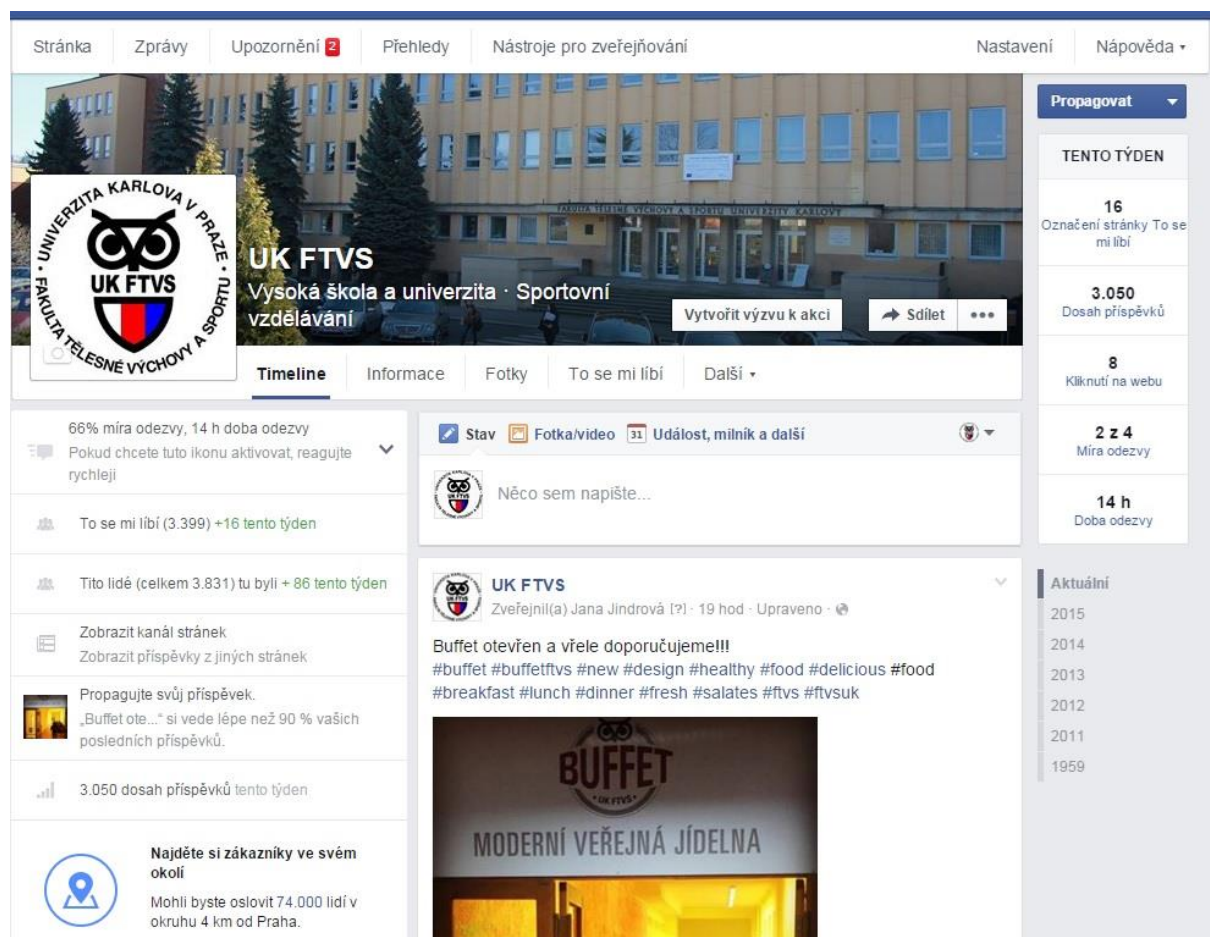 Stránka Zprávy Upozornění 2 Přehledy Nástroje pro zveřejňování Nastavení Nápověda
FAKULTA TĚLESNÉ VÝCHOVY A SPORTU UNIVERZITY KARLOVY
UNIVERZITA KARLOVA V PRAZE • FAKULTA TĚLESNÉ VÝCHOVY A SPORTU •
UK FTVS
UK FTVS
Vysoká škola a univerzita · Sportovní
vzdělávání
Vytvořit výzvu k akci Sdílet
Timeline Informace Fotky To se mi líbí Další
66% míra odezvy, 14 h doba odezvy
Pokud chcete tuto ikonu aktivovat, reagujte
rychleji
To se mi líbí (3.399) +16 tento týden
Tito lidé (celkem 3.831) tu byli + 86 tento týden
Zobrazit kanál stránek
Zobrazit příspěvky z jiných stránek
Propagujte svůj příspěvek.
„Buffet ote...“ si vede lépe než 90 % vašich
posledních příspěvků.
3.050 dosah příspěvků tento týden
Najděte si zákazníky ve svém
okolí
Mohli byste oslovit 74.000 lidí v
okruhu 4 km od Praha.
Stav Fotka/video 31 Událost, milník a další
Něco sem napište...
UK FTVS
Zveřejnil(a) Jana Jindrová [?] · 19 hod · Upraveno ·
Buffet otevřen a vřele doporučujeme!!!
#buffet #buffetftvs #new #design #healthy #food #delicious #food
#breakfast #lunch #dinner #fresh #salates #ftvs #ftvsuk
BUFFET
• UK FTVS •
MODERNÍ VEŘEJNÁ JÍDELNA
Propagovat
TENTO TÝDEN
16
Označení stránky To se
mi líbí
3.050
Dosah příspěvků
8
Kliknutí na webu
2 z 4
Míra odezvy
14 h
Doba odezvy
Aktuální
2015
2014
2013
2012
2011
1959